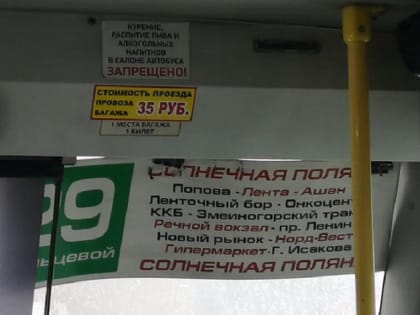 КУРЕНИЕ,
РАСПИТИЕ ПИВА И
АЛКОГОЛЬНЫХ
НАПИТКОВ
В САЛОНЕ АВТОБУСА
ЗАПРЕЩЕНО!
СТОИМОСТЬ ПРОЕЗДА
ПРОВОЗА
БАГАЖА 35 РУБ.
1 МЕСТА БАГАЖА
1 БИЛЕТ
29
льцевой
СОЛНЕЧНАЯ ПОЛЯ
Попова - Лента - Ашан
Ленточный бор - Онкоцент
ККБ - Змеиногорский трак
Речной вокзал - пр. Ленин
Новый рынок - Норд-Вест
Гипермаркет - Г. Исакова
СОЛНЕЧНАЯ ПОЛЯН